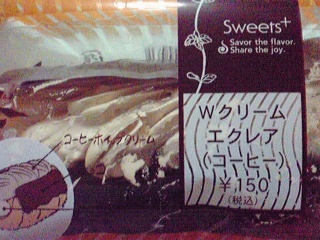 Sweets+
Savor the flavor.
Share the joy.
コーヒーホイップクリーム
Wクリーム
エクレア
(コーヒー)
¥150
(税込)